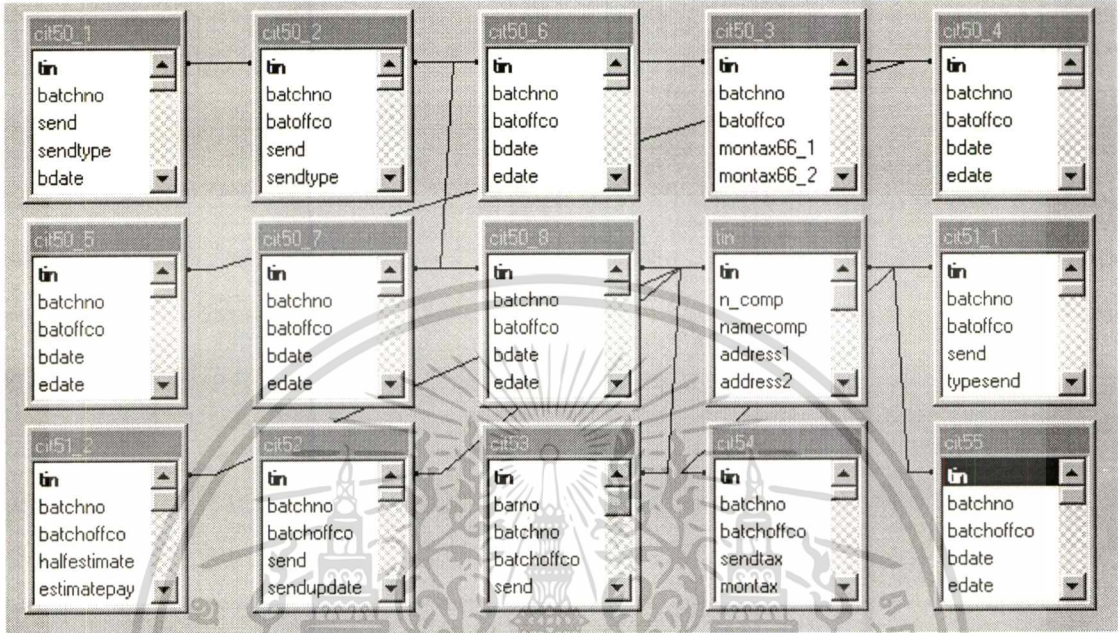 cit50_1
tin
batchno
send
sendtype
bdate
cit50_2
tin
batchno
batoffco
send
sendtype
cit50_6
tin
batchno
batoffco
bdate
edate
cit50_3
tin
batchno
batoffco
montax66_1
montax66_2
cit50_4
tin
batchno
batoffco
bdate
edate
cit50_5
tin
batchno
batoffco
bdate
edate
cit50_7
tin
batchno
batoffco
bdate
edate
cit50_8
tin
batchno
batoffco
bdate
edate
tin
tin
n_comp
namecomp
address1
address2
cit51_1
tin
batchno
batoffco
send
typesend
cit51_2
tin
batchno
batchoffco
halfestimate
estimatepay
cit52
tin
batchno
batchoffco
send
sendupdate
cit53
tin
barno
batchno
batchoffco
send
cit54
tin
batchno
batchoffco
sendtax
montax
cit55
tin
batchno
batchoffco
bdate
edate